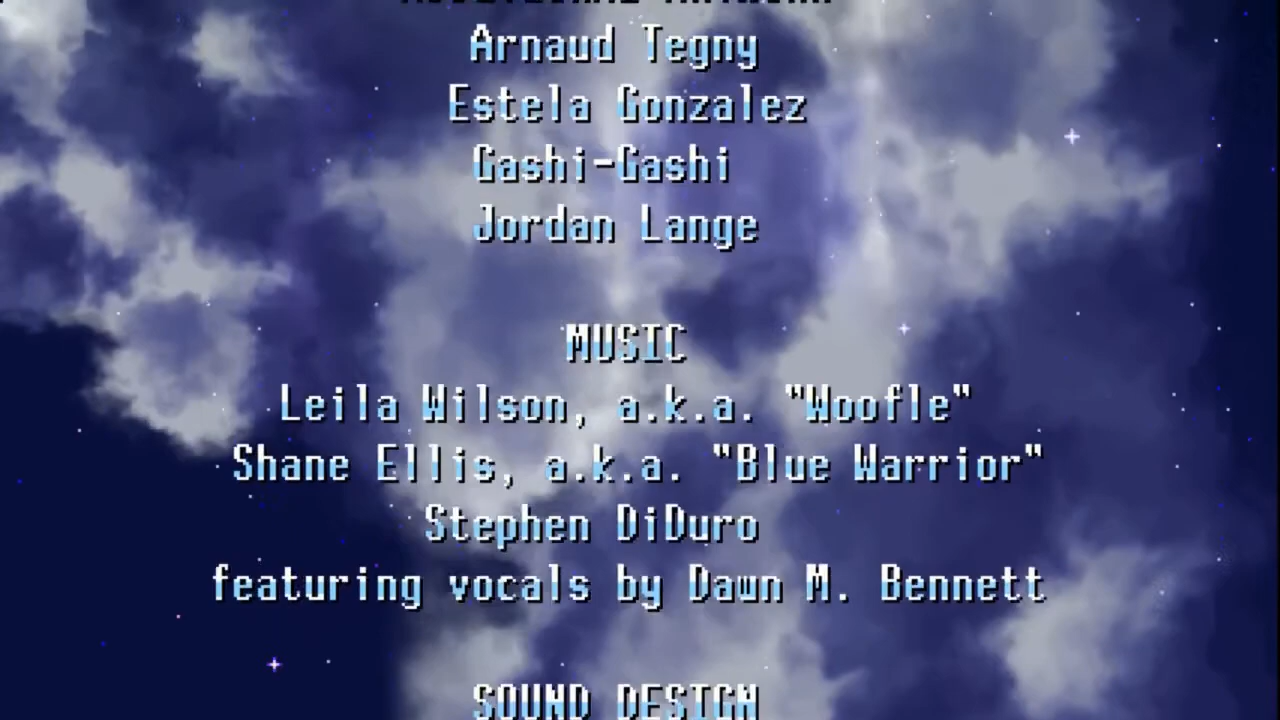 Arnaud Tegny
Estela Gonzalez
Gashi-Gashi
Jordan Lange
MUSIC
Leila Wilson, a.k.a. "Woofle"
Shane Ellis, a.k.a. "Blue Warrior"
Stephen DiDuro
featuring vocals by Dawn M. Bennett
SOUND DESIGN